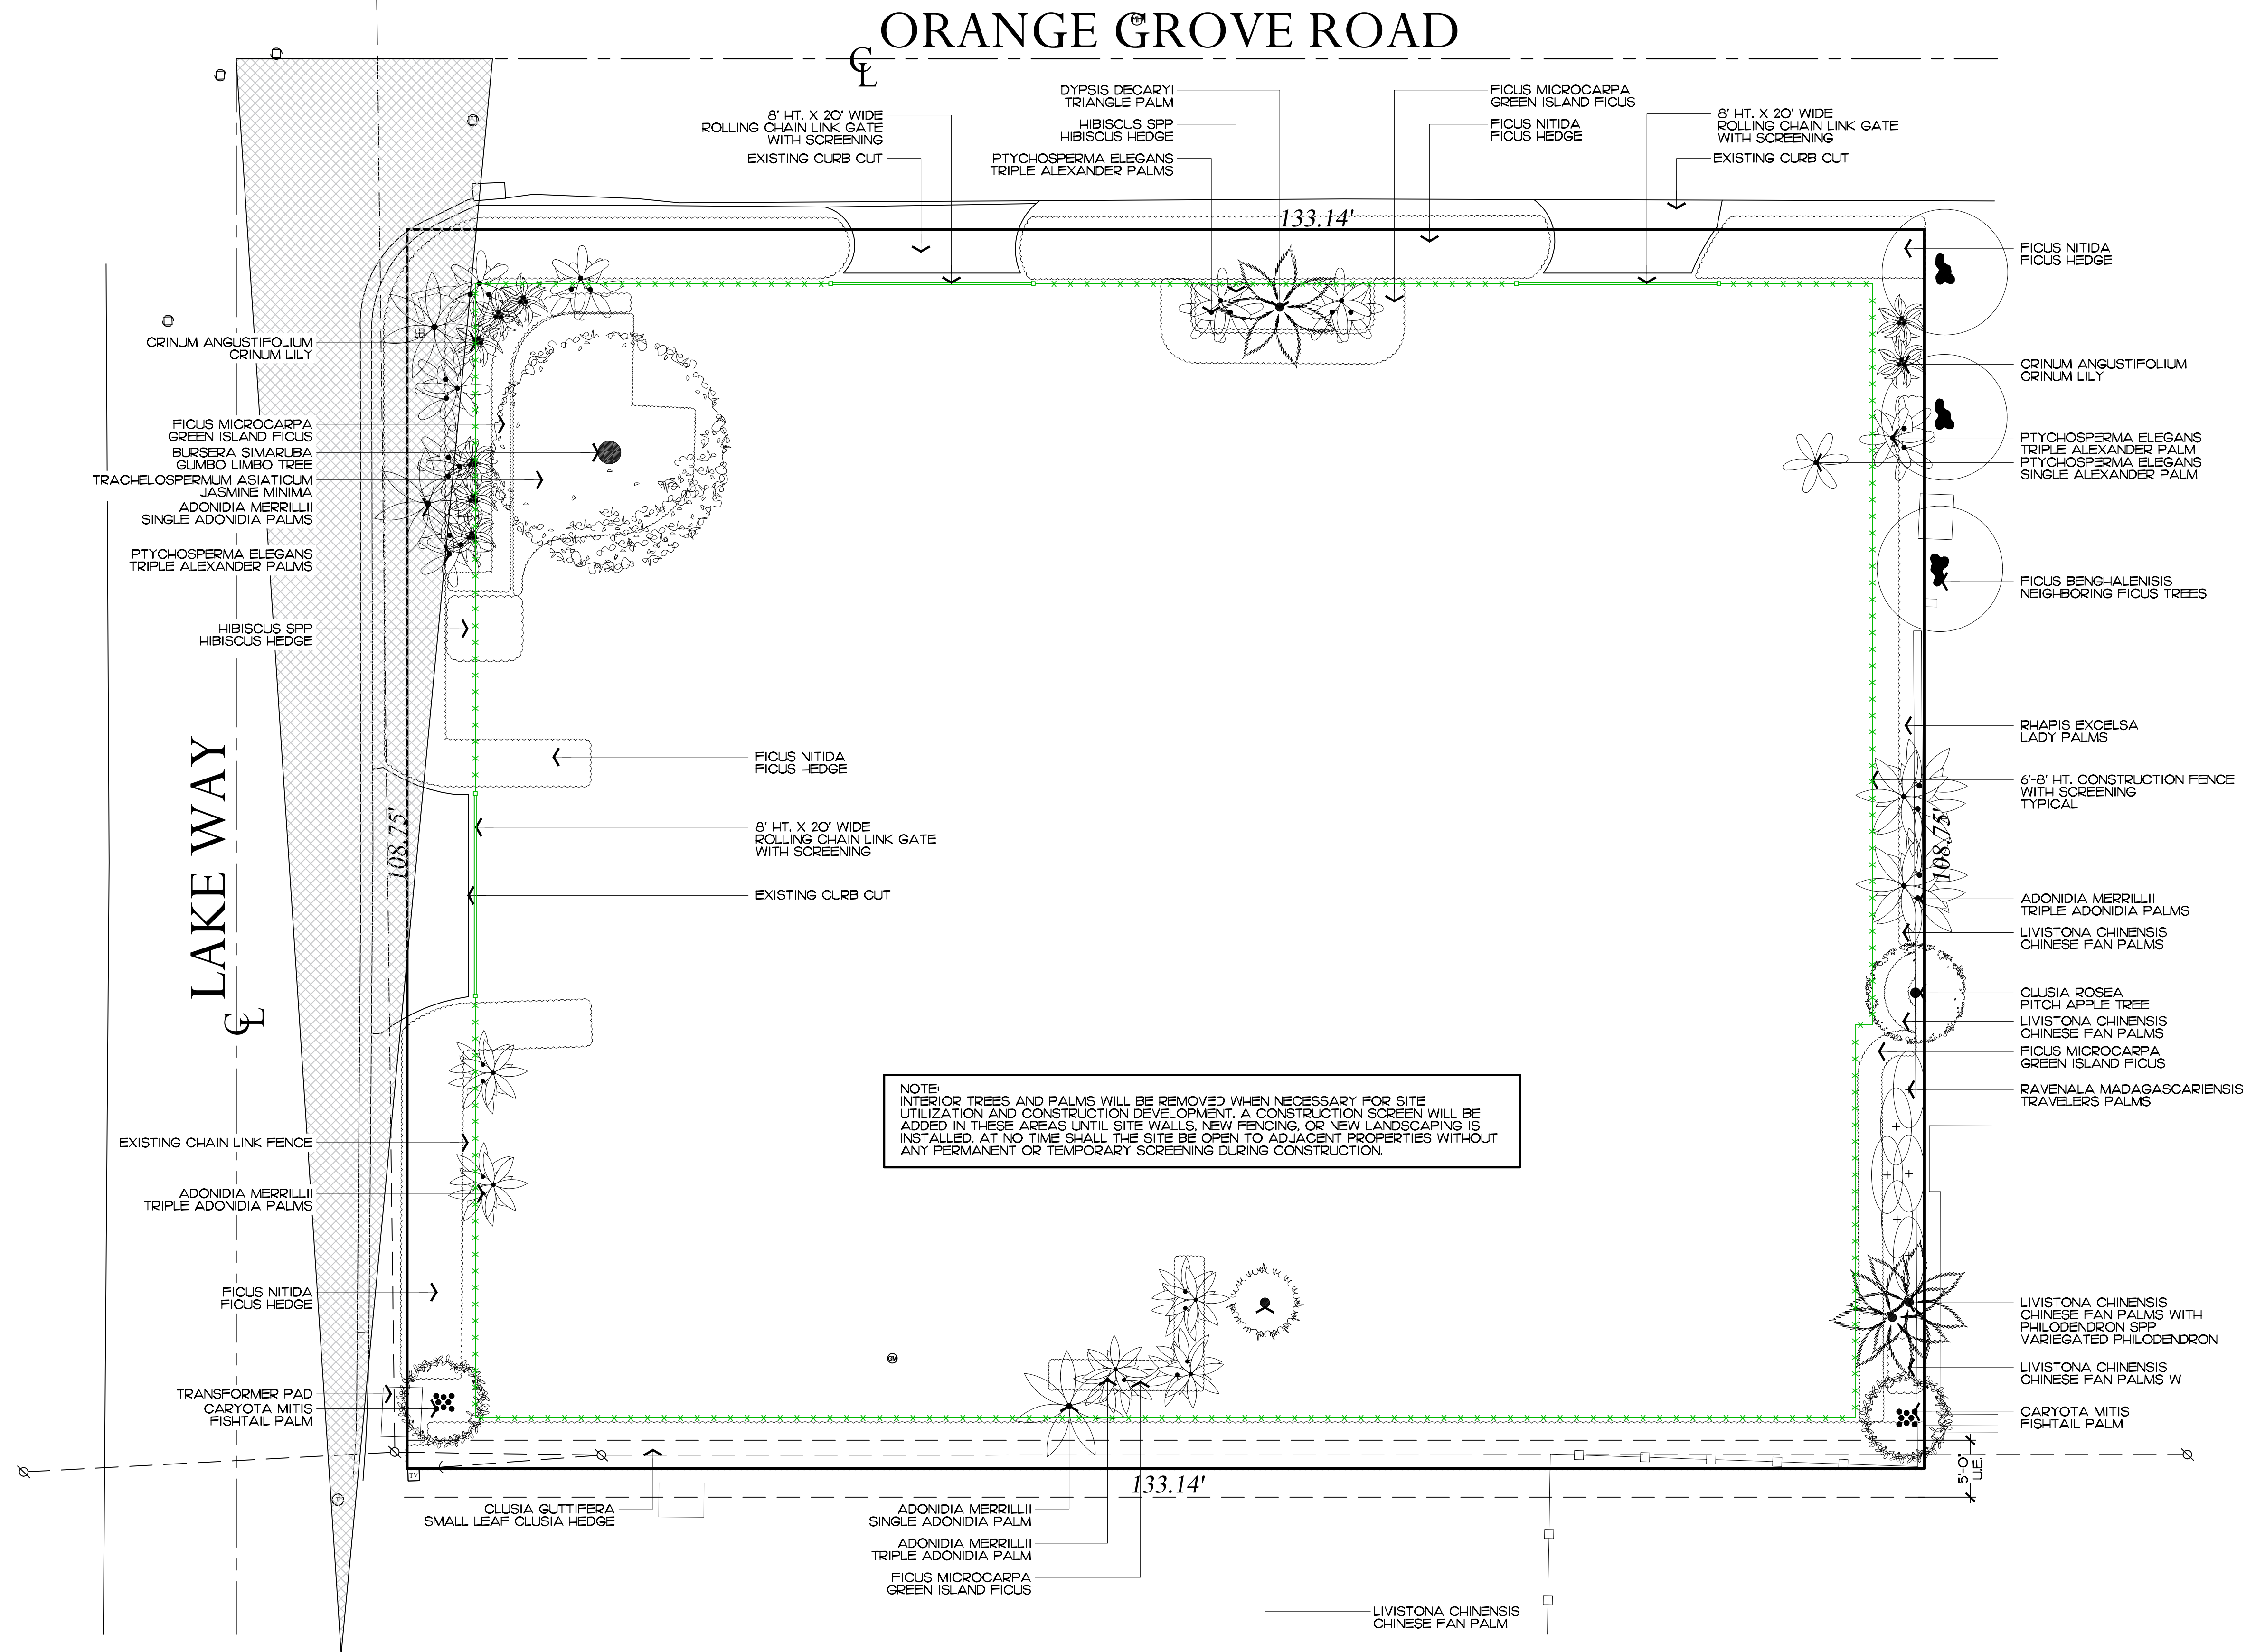 ORANGE GROVE ROAD
MH
CL
8' HT. X 20' WIDE
ROLLING CHAIN LINK GATE
WITH SCREENING
EXISTING CURB CUT
DYPSIS DECARYI
TRIANGLE PALM
HIBISCUS SPP
HIBISCUS HEDGE
PTYCHOSPERMA ELEGANS
TRIPLE ALEXANDER PALMS
FICUS MICROCARPA
GREEN ISLAND FICUS
FICUS NITIDA
FICUS HEDGE
8' HT. X 20' WIDE
ROLLING CHAIN LINK GATE
WITH SCREENING
EXISTING CURB CUT
133.14'
CRINUM ANGUSTIFOLIUM
CRINUM LILY
FICUS MICROCARPA
GREEN ISLAND FICUS
BURSERA SIMARUBA
GUMBO LIMBO TREE
TRACHELOSPERMUM ASIATICUM
JASMINE MINIMA
ADONIDIA MERRILLII
SINGLE ADONIDIA PALMS
PTYCHOSPERMA ELEGANS
TRIPLE ALEXANDER PALMS
HIBISCUS SPP
HIBISCUS HEDGE
LAKE WAY
CL
108.75'
FICUS NITIDA
FICUS HEDGE
8' HT. X 20' WIDE
ROLLING CHAIN LINK GATE
WITH SCREENING
EXISTING CURB CUT
EXISTING CHAIN LINK FENCE
ADONIDIA MERRILLII
TRIPLE ADONIDIA PALMS
FICUS NITIDA
FICUS HEDGE
TRANSFORMER PAD
CARYOTA MITIS
FISHTAIL PALM
TV
NOTE:
INTERIOR TREES AND PALMS WILL BE REMOVED WHEN NECESSARY FOR SITE
UTILIZATION AND CONSTRUCTION DEVELOPMENT. A CONSTRUCTION SCREEN WILL BE
ADDED IN THESE AREAS UNTIL SITE WALLS, NEW FENCING, OR NEW LANDSCAPING IS
INSTALLED. AT NO TIME SHALL THE SITE BE OPEN TO ADJACENT PROPERTIES WITHOUT
ANY PERMANENT OR TEMPORARY SCREENING DURING CONSTRUCTION.
FICUS NITIDA
FICUS HEDGE
CRINUM ANGUSTIFOLIUM
CRINUM LILY
PTYCHOSPERMA ELEGANS
TRIPLE ALEXANDER PALM
PTYCHOSPERMA ELEGANS
SINGLE ALEXANDER PALM
FICUS BENGHALENISIS
NEIGHBORING FICUS TREES
RHAPIS EXCELSA
LADY PALMS
6'-8' HT. CONSTRUCTION FENCE
WITH SCREENING
TYPICAL
108.75'
ADONIDIA MERRILLII
TRIPLE ADONIDIA PALMS
LIVISTONA CHINENSIS
CHINESE FAN PALMS
CLUSIA ROSEA
PITCH APPLE TREE
LIVISTONA CHINENSIS
CHINESE FAN PALMS
FICUS MICROCARPA
GREEN ISLAND FICUS
RAVENALA MADAGASCARIENSIS
TRAVELERS PALMS
LIVISTONA CHINENSIS
CHINESE FAN PALMS WITH
PHILODENDRON SPP
VARIEGATED PHILODENDRON
LIVISTONA CHINENSIS
CHINESE FAN PALMS W
CARYOTA MITIS
FISHTAIL PALM
5'-0"
U.E.
133.14'
CLUSIA GUTTIFERA
SMALL LEAF CLUSIA HEDGE
ADONIDIA MERRILLII
SINGLE ADONIDIA PALM
ADONIDIA MERRILLII
TRIPLE ADONIDIA PALM
FICUS MICROCARPA
GREEN ISLAND FICUS
LIVISTONA CHINENSIS
CHINESE FAN PALM